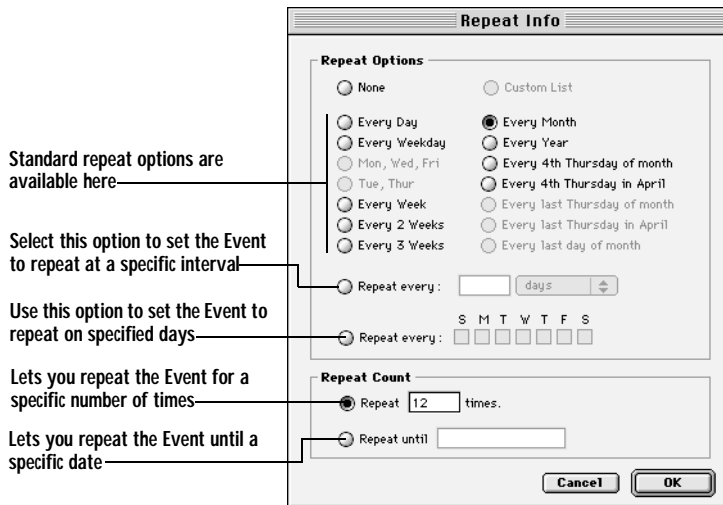 Repeat Info
Repeat Options
None
Custom List
Every Day
Every Month
Every Weekday
Every Year
Mon, Wed, Fri
Every 4th Thursday of month
Standard repeat options are
available here
Tue, Thur
Every 4th Thursday in April
Every Week
Every last Thursday of month
Every 2 Weeks
Every last Thursday in April
Every 3 Weeks
Every last day of month
Select this option to set the Event
to repeat at a specific interval
Repeat every :
days
Use this option to set the Event to
repeat on specified days
S M T W T F S
Repeat every :
Repeat Count
Lets you repeat the Event for a
specific number of times
Repeat 12 times.
Lets you repeat the Event until a
specific date
Repeat until
Cancel
OK